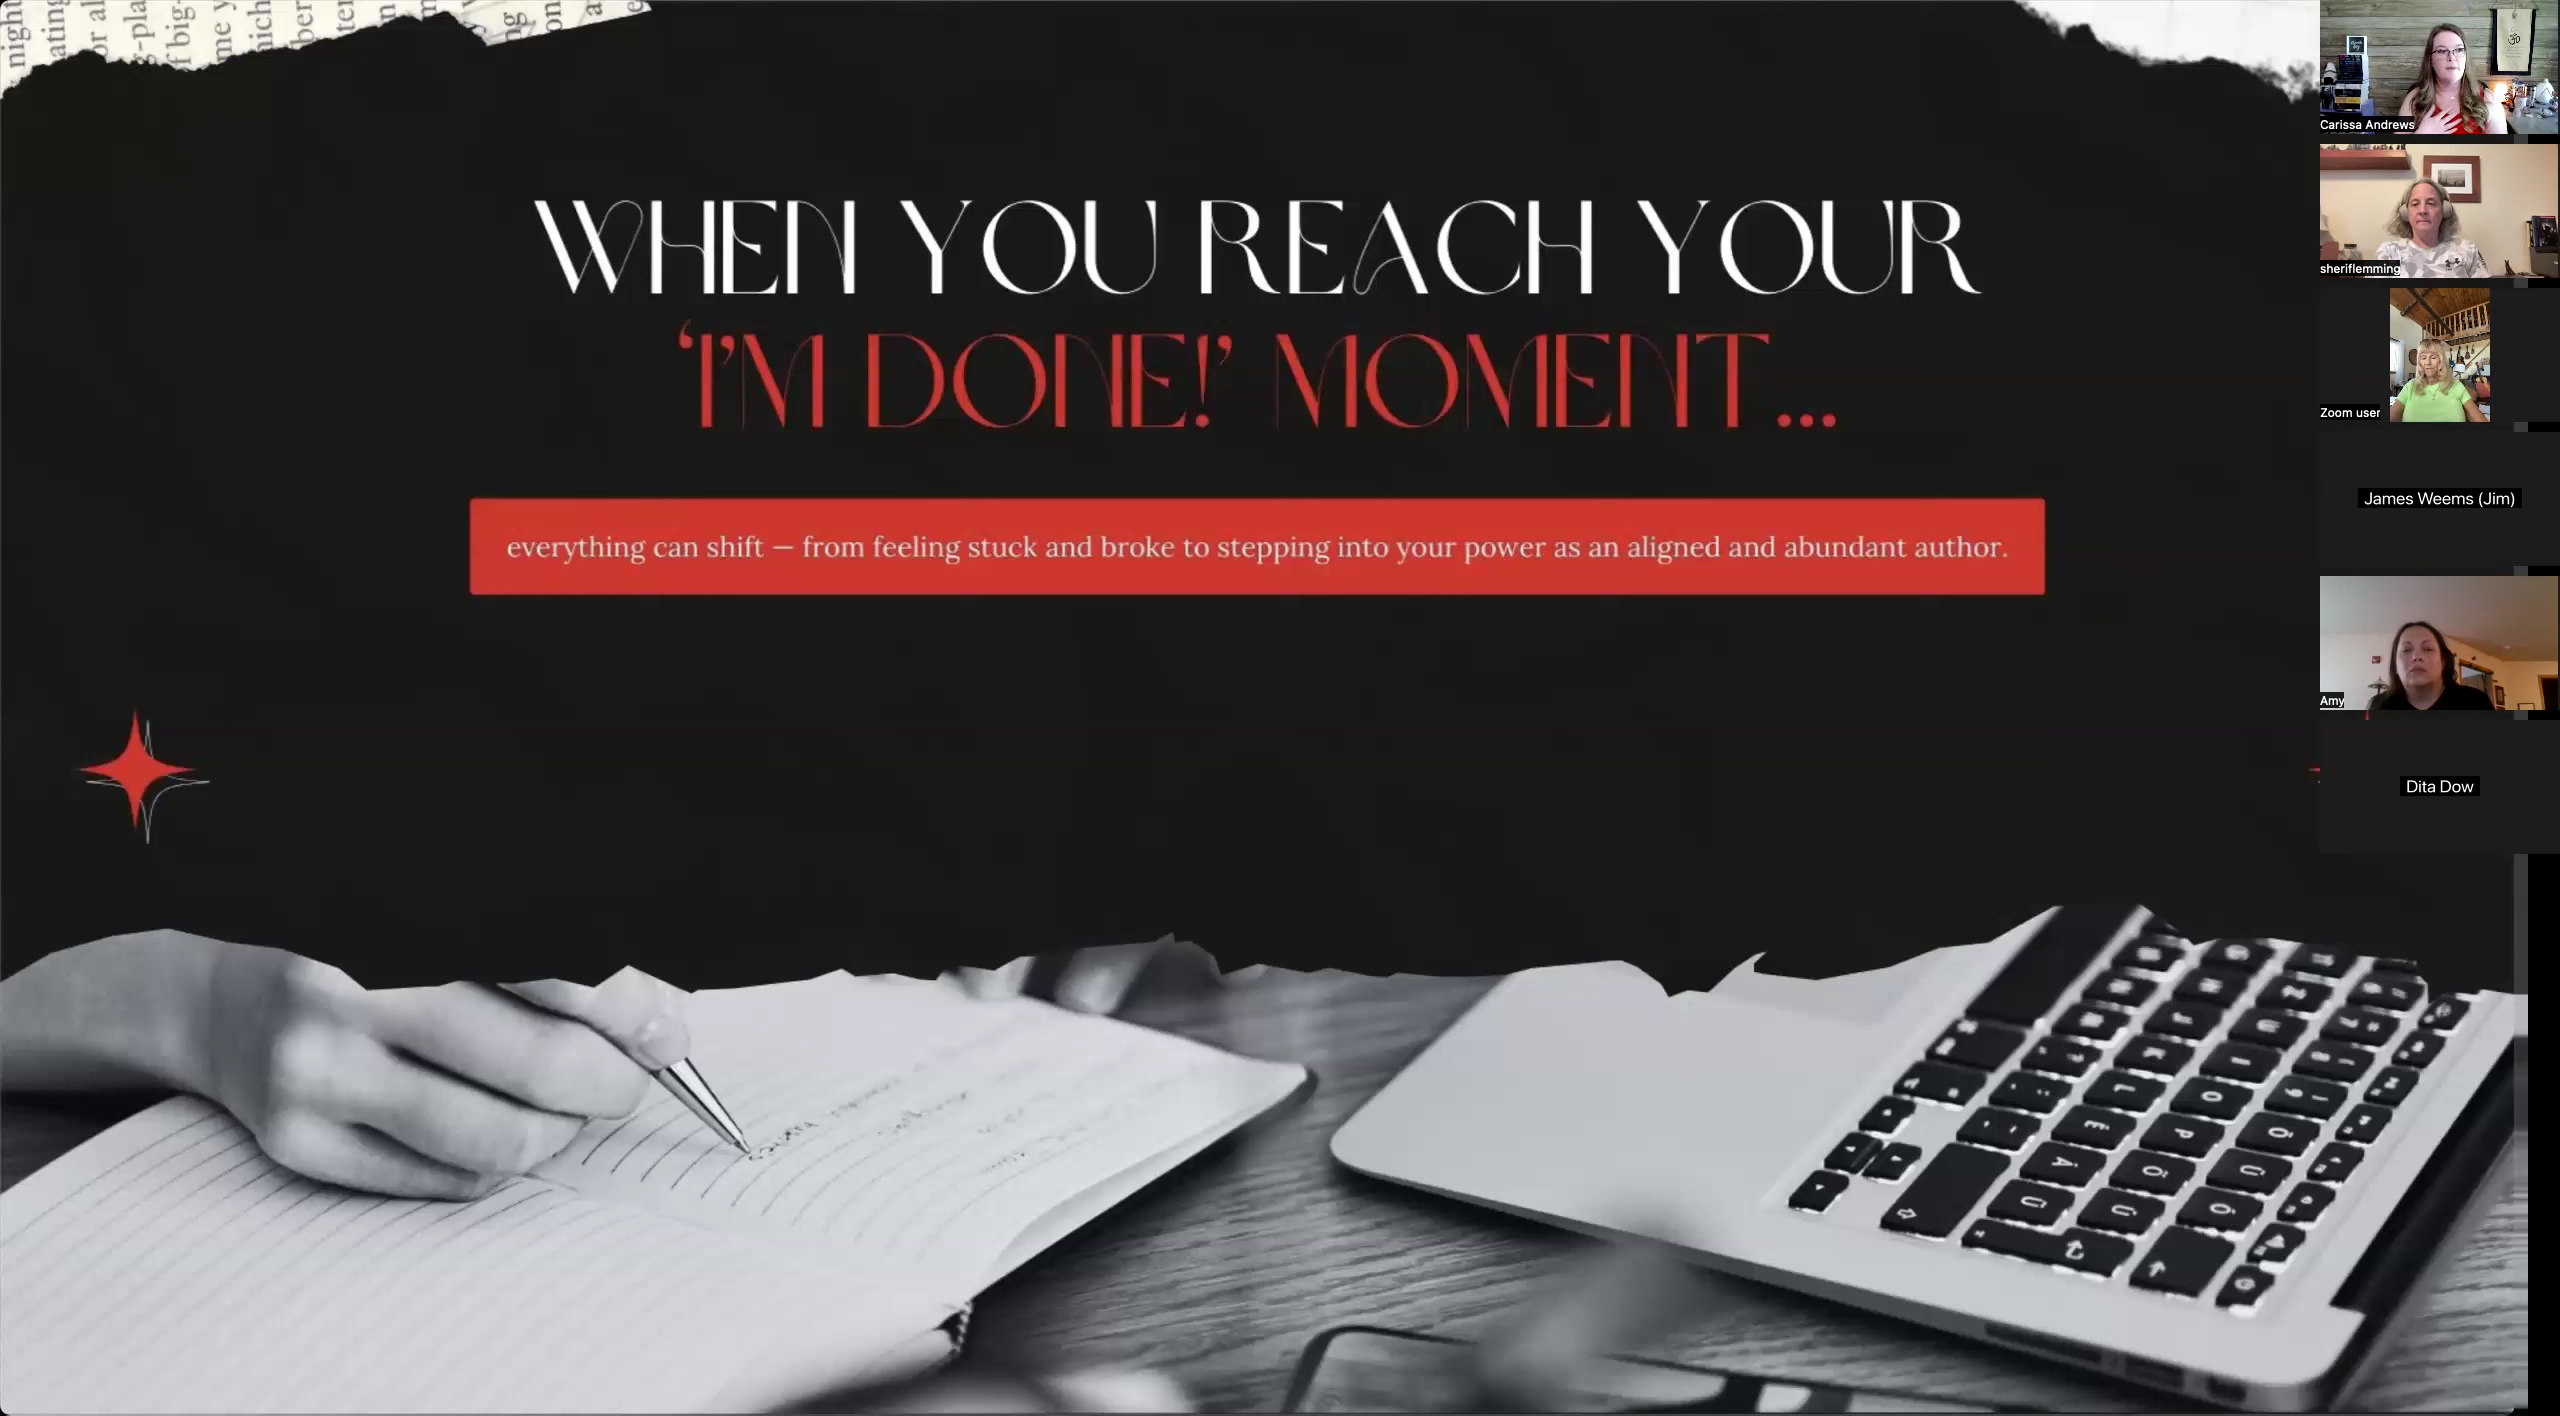 WHEN YOU REACH YOUR
‘I’M DONE!’ MOMENT...
everything can shift — from feeling stuck and broke to stepping into your power as an aligned and abundant author.
Carissa Andrews
sheriflemming
Zoom user
James Weems (Jim)
Amy
Dita Dow